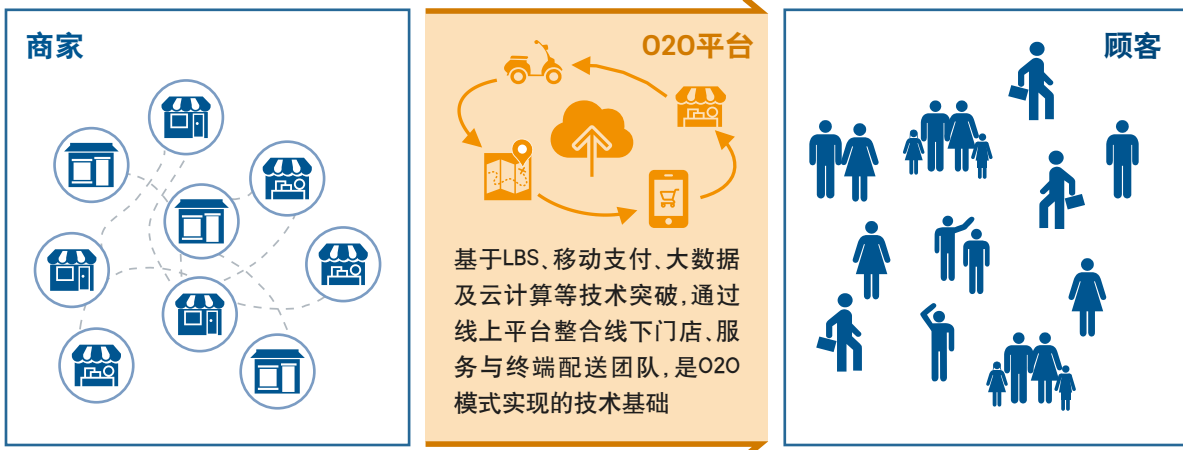 商家
O2O平台
基于LBS、移动支付、大数据
及云计算等技术突破，通过
线上平台整合线下门店、服
务与终端配送团队，是O2O
模式实现的技术基础
顾客